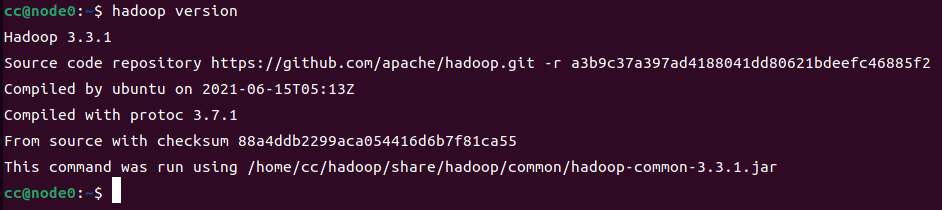 cc@node0:~$ hadoop version
Hadoop 3.3.1
Source code repository https://github.com/apache/hadoop.git -r a3b9c37a397ad4188041dd80621bdeefc46885f2
Compiled by ubuntu on 2021-06-15T05:13Z
Compiled with protoc 3.7.1
From source with checksum 88a4ddb2299aca054416d6b7f81ca55
This command was run using /home/cc/hadoop/share/hadoop/common/hadoop-common-3.3.1.jar
cc@node0:~$